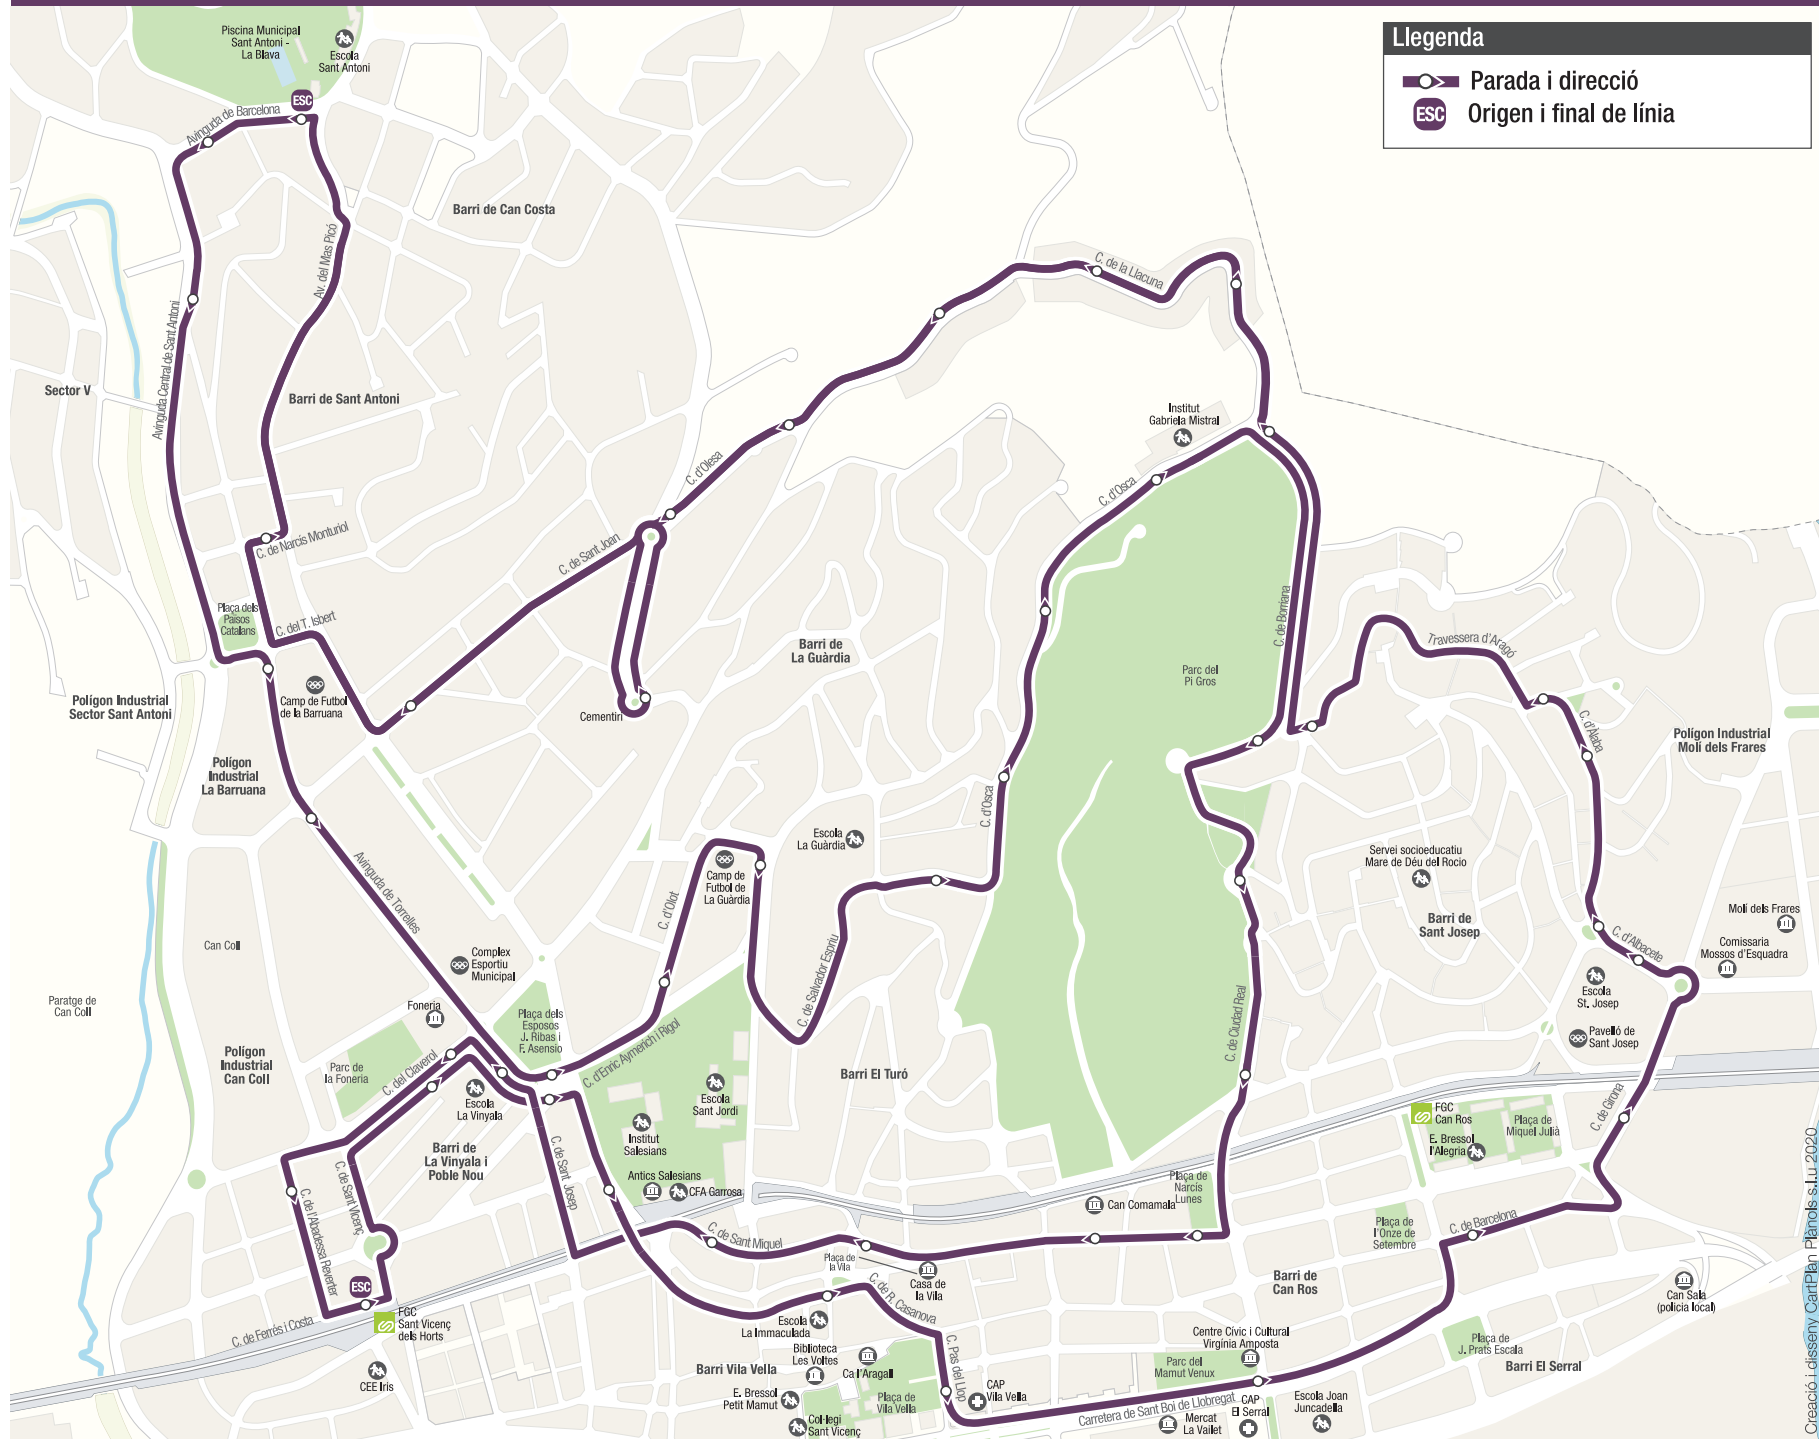 Llegenda
Parada i direcció
ESC
Origen i final de línia
Piscina Municipal
Sant Antoni -
La Blava
Escola
Sant Antoni
ESC
Avinguda de Barcelona
Barri de Can Costa
Av. del Mas Picó
Avinguda Central de Sant Antoni
C. de la Llacuna
Sector V
Barri de Sant Antoni
Institut
Gabriela Mistral
C. d'Olesa
C. d'Osca
C. de Narcís Monturiol
C. de Sant Joan
Plaça dels
Països
Catalans
C. del T. Isbert
C. de Borriana
Travessera d'Aragó
Barri de
La Guàrdia
Parc del
Pi Gros
Polígon Industrial
Sector Sant Antoni
Camp de Futbol
de la Barruana
Cementiri
C. d'Àlaba
Polígon Industrial
Molí dels Frares
Polígon
Industrial
La Barruana
C. d'Osca
Escola
La Guàrdia
Avinguda de Torrelles
C. d'Olot
Camp de
Futbol de
La Guàrdia
Servei socioeducatiu
Mare de Déu del Rocio
Barri de
Sant Josep
Molí dels Frares
Can Coll
Complex
Esportiu
Municipal
C. de Salvador Espriu
C. d'Albacete
Comissaria
Mossos d'Esquadra
Paratge de
Can Coll
Foneria
Plaça dels
Esposos
J. Ribas i
F. Asensio
C. d'Enric Aymerich i Rigol
C. de Ciudad Real
Escola
St. Josep
Pavelló de
Sant Josep
Polígon
Industrial
Can Coll
Parc de
la Foneria
C. del Claverol
Escola
La Vinyala
Barri El Turó
Escola
Sant Jordi
Institut
Salesians
FGC
Can Ros
Plaça de
Miquel Julià
E. Bressol
l'Alegria
C. de Girona
Barri de
La Vinyala i
Poble Nou
C. de Sant Josep
Antics Salesians
CFA Garrosa
C. de Sant Vicenç
C. de l'Abadessa Reverter
Plaça de
Narcís
Lunes
Can Comamala
C. de Sant Miquel
Plaça de
la Vila
Casa de
la Vila
Plaça de
l'Onze de
Setembre
C. de Barcelona
Barri de
Can Ros
Can Sala
(policia local)
ESC
C. de Ferrés i Costa
FGC
Sant Vicenç
dels Horts
C. de R. Casanova
Escola
La Immaculada
Biblioteca
Les Voltes
Ca l'Aragall
C. Pas del Llop
Centre Cívic i Cultural
Virgínia Amposta
Parc del
Mamut Venux
Plaça de
J. Prats Escala
Barri El Serral
CEE Iris
Barri Vila Vella
E. Bressol
Petit Mamut
Plaça de
Vila Vella
CAP
Vila Vella
Col·legi
Sant Vicenç
Carretera de Sant Boi de Llobregat
Mercat
La Vailet
CAP
El Serral
Escola Joan
Juncadella
Creació i disseny CartPlan Plànols s.l.u 2020